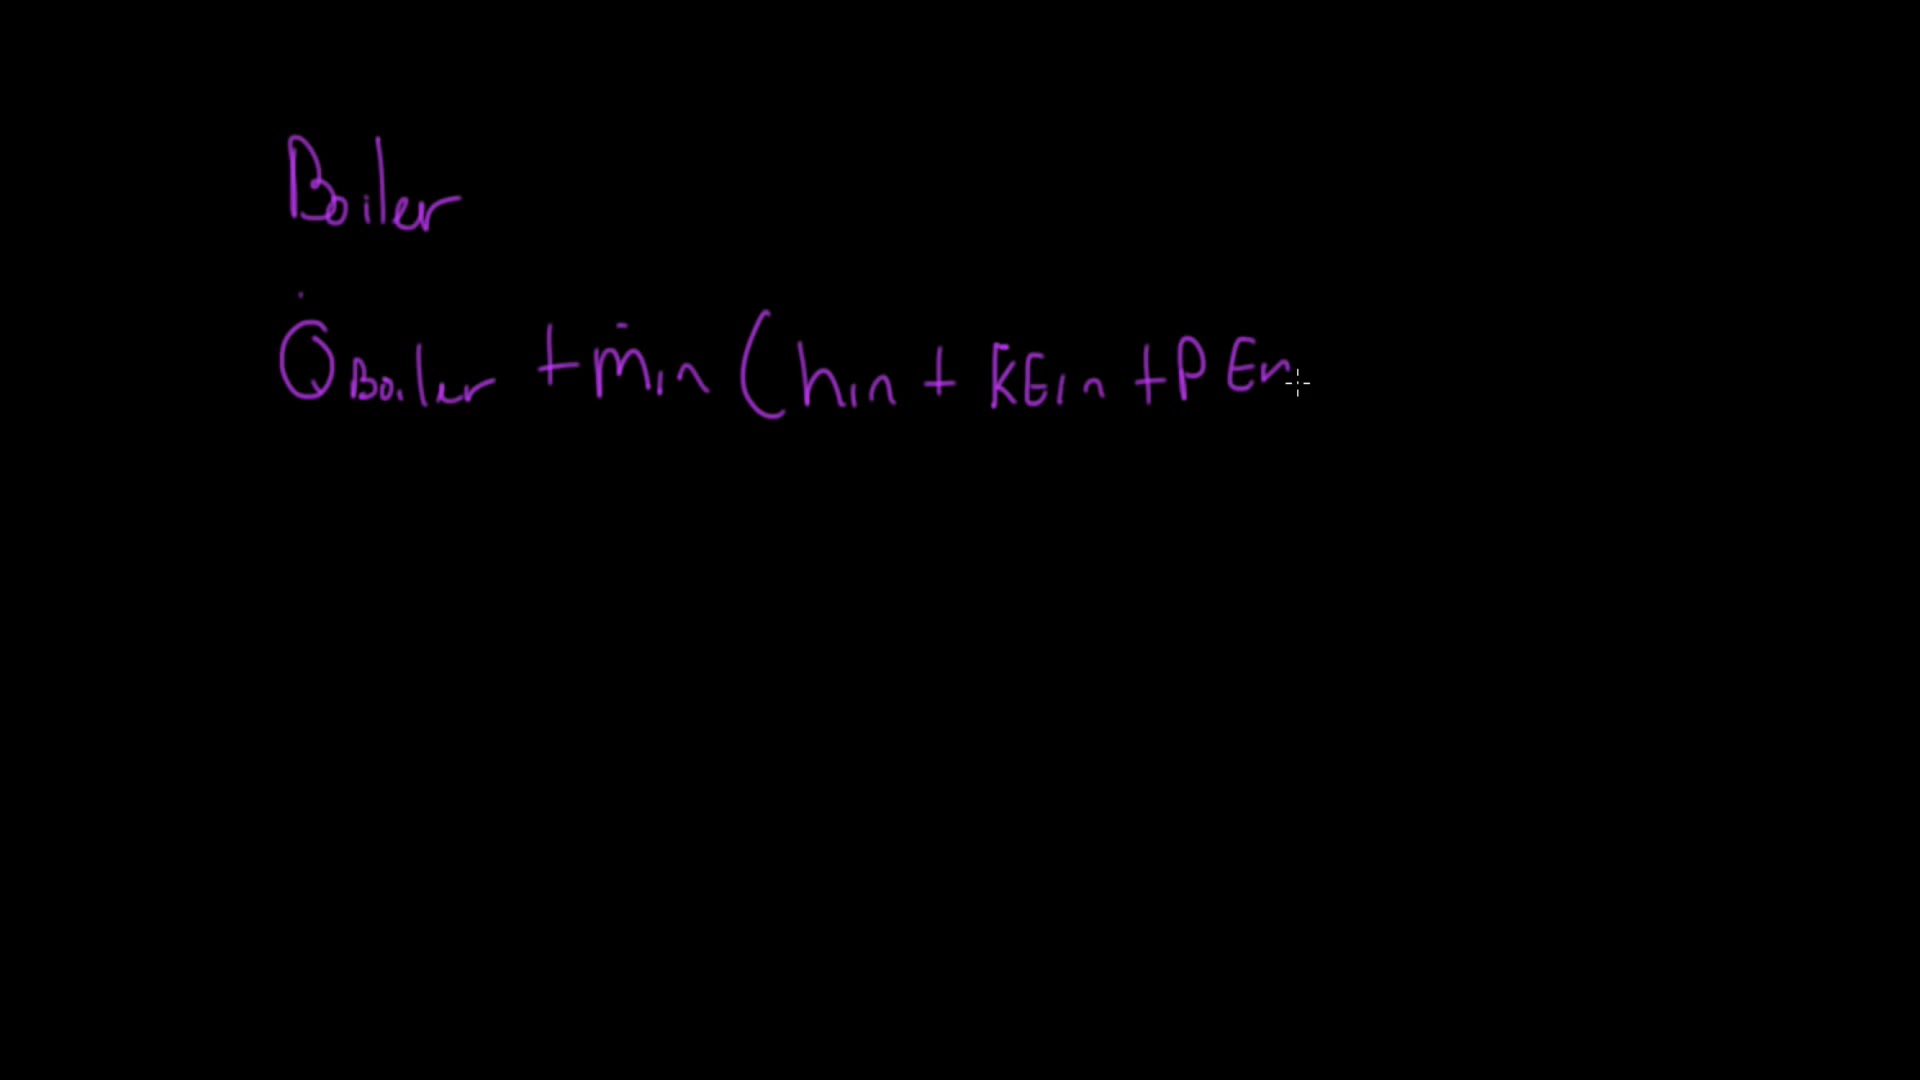 Boiler
Q̇Boiler + ṁin (hin + KEin + PEin